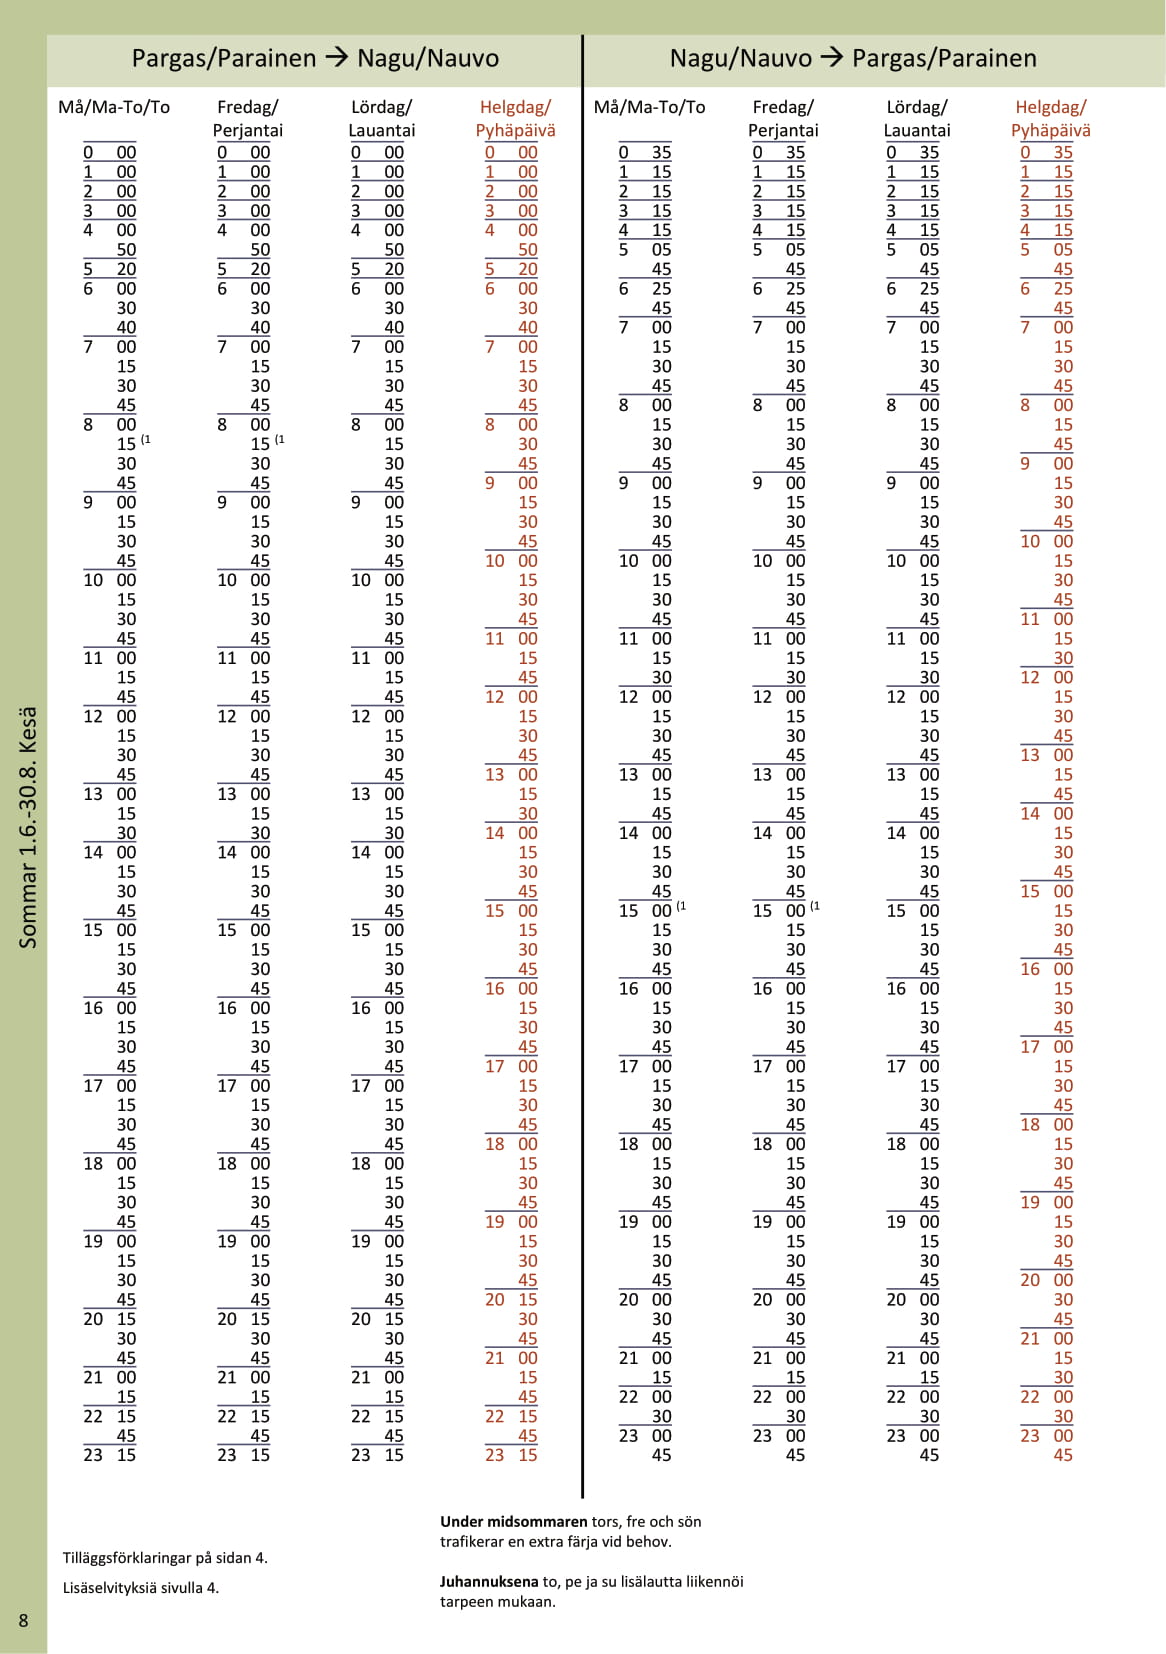 Pargas/Parainen → Nagu/Nauvo Nagu/Nauvo → Pargas/Parainen
Må/Ma-To/To Fredag/ Lördag/ Helgdag/ Må/Ma-To/To Fredag/ Lördag/ Helgdag/
Perjantai Lauantai Pyhäpäivä Perjantai Lauantai Pyhäpäivä
0 00 0 00 0 00 0 00 0 35 0 35 0 35 0 35
1 00 1 00 1 00 1 00 1 15 1 15 1 15 1 15
2 00 2 00 2 00 2 00 2 15 2 15 2 15 2 15
3 00 3 00 3 00 3 00 3 15 3 15 3 15 3 15
4 00 4 00 4 00 4 00 4 15 4 15 4 15 4 15
50 50 50 50 5 05 5 05 5 05 5 05
5 20 5 20 5 20 5 20 45 45 45 45
6 00 6 00 6 00 6 00 6 25 6 25 6 25 6 25
30 30 30 30 45 45 45 45
40 40 40 40 7 00 7 00 7 00 7 00
7 00 7 00 7 00 7 00 15 15 15 15
15 15 15 15 30 30 30 30
30 30 30 30 45 45 45 45
45 45 45 45 8 00 8 00 8 00 8 00
8 00 8 00 8 00 8 00 15 15 15 15
15 (1 15 (1 15 30 30 30 30 45
30 30 30 45 45 45 45 9 00
45 45 45 9 00 9 00 9 00 9 00 15
9 00 9 00 9 00 15 15 15 15 30
15 15 15 30 30 30 30 45
30 30 30 45 45 45 45 10 00
45 45 45 10 00 10 00 10 00 10 00 15
10 00 10 00 10 00 15 15 15 15 30
15 15 15 30 30 30 30 45
30 30 30 45 45 45 45 11 00
45 45 45 11 00 11 00 11 00 11 00 15
11 00 11 00 11 00 15 15 15 15 30
15 15 15 45 30 30 30 12 00
45 45 45 12 00 12 00 12 00 12 00 15
12 00 12 00 12 00 15 15 15 15 30
15 15 15 30 30 30 30 45
30 30 30 45 45 45 45 13 00
45 45 45 13 00 13 00 13 00 13 00 15
13 00 13 00 13 00 15 15 15 15 45
15 15 15 30 45 45 45 14 00
30 30 30 14 00 14 00 14 00 14 00 15
14 00 14 00 14 00 15 15 15 15 30
15 15 15 30 30 30 30 45
30 30 30 45 45 45 45 15 00
45 45 45 15 00 15 00 (1 15 00 (1 15 00 15
15 00 15 00 15 00 15 15 15 15 30
15 15 15 30 30 30 30 45
30 30 30 45 45 45 45 16 00
45 45 45 16 00 16 00 16 00 16 00 15
16 00 16 00 16 00 15 15 15 15 30
15 15 15 30 30 30 30 45
30 30 30 45 45 45 45 17 00
45 45 45 17 00 17 00 17 00 17 00 15
17 00 17 00 17 00 15 15 15 15 30
15 15 15 30 30 30 30 45
30 30 30 45 45 45 45 18 00
45 45 45 18 00 18 00 18 00 18 00 15
18 00 18 00 18 00 15 15 15 15 30
15 15 15 30 30 30 30 45
30 30 30 45 45 45 45 19 00
45 45 45 19 00 19 00 19 00 19 00 15
19 00 19 00 19 00 15 15 15 15 30
15 15 15 30 30 30 30 45
30 30 30 45 45 45 45 20 00
45 45 45 20 15 20 00 20 00 20 00 30
20 15 20 15 20 15 30 30 30 30 45
30 30 30 45 45 45 45 21 00
45 45 45 21 00 21 00 21 00 21 00 15
21 00 21 00 21 00 15 15 15 15 30
15 15 15 45 22 00 22 00 22 00 22 00
22 15 22 15 22 15 22 15 30 30 30 30
45 45 45 45 23 00 23 00 23 00 23 00
23 15 23 15 23 15 23 15 45 45 45 45
Sommar 1.6.-30.8. Kesä
Under midsommaren tors, fre och sön
trafikerar en extra färja vid behov.
Tilläggsförklaringar på sidan 4.
Lisäselvityksiä sivulla 4.
Juhannuksena to, pe ja su lisälautta liikennöi
tarpeen mukaan.
8